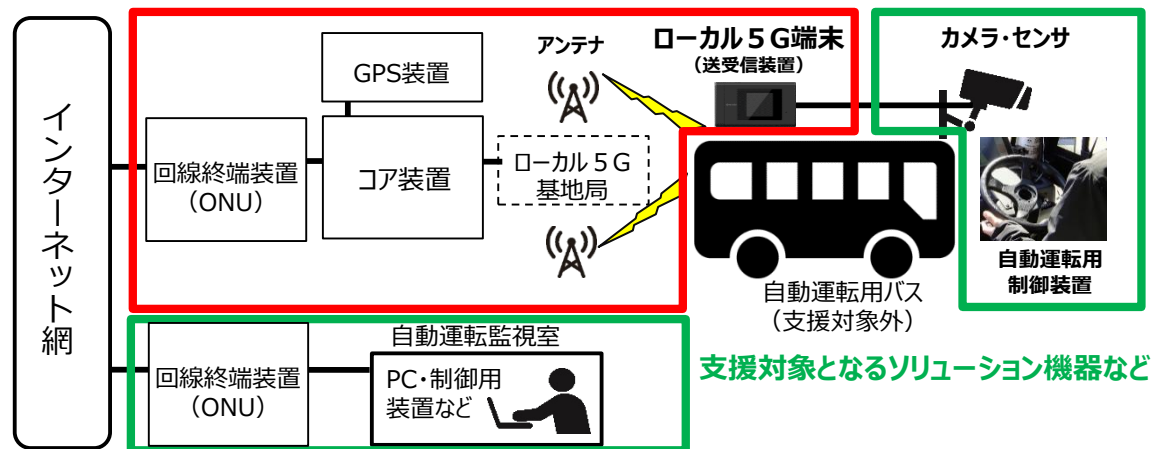 インターネット網
GPS装置
回線終端装置
（ONU）
コア装置
アンテナ
ローカル５Ｇ
基地局
ローカル５Ｇ端末
（送受信装置）
カメラ・センサ
自動運転用
制御装置
自動運転用バス
（支援対象外）
回線終端装置
（ONU）
自動運転監視室
PC・制御用
装置など
支援対象となるソリューション機器など